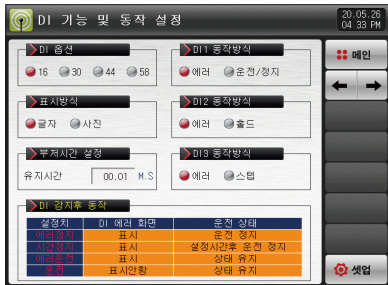 DI 기능 및 동작 설정
20.05.26
04 33 PM
DI 옵션
16 30 44 58
DI1 동작방식
에러 운전/정지
표시방식
글자 사진
DI2 동작방식
에러 홀드
부저시간 설정
유지시간 00.01 M.S
DI3 동작방식
에러 스탭
DI 감지후 동작
설정치 DI 에러 화면 운전 상태
에러정지 표시 운전 정지
시간정지 표시 설정시간후 운전 정지
에러운전 표시 상태 유지
운전 표시안함 상태 유지
메인
셋업